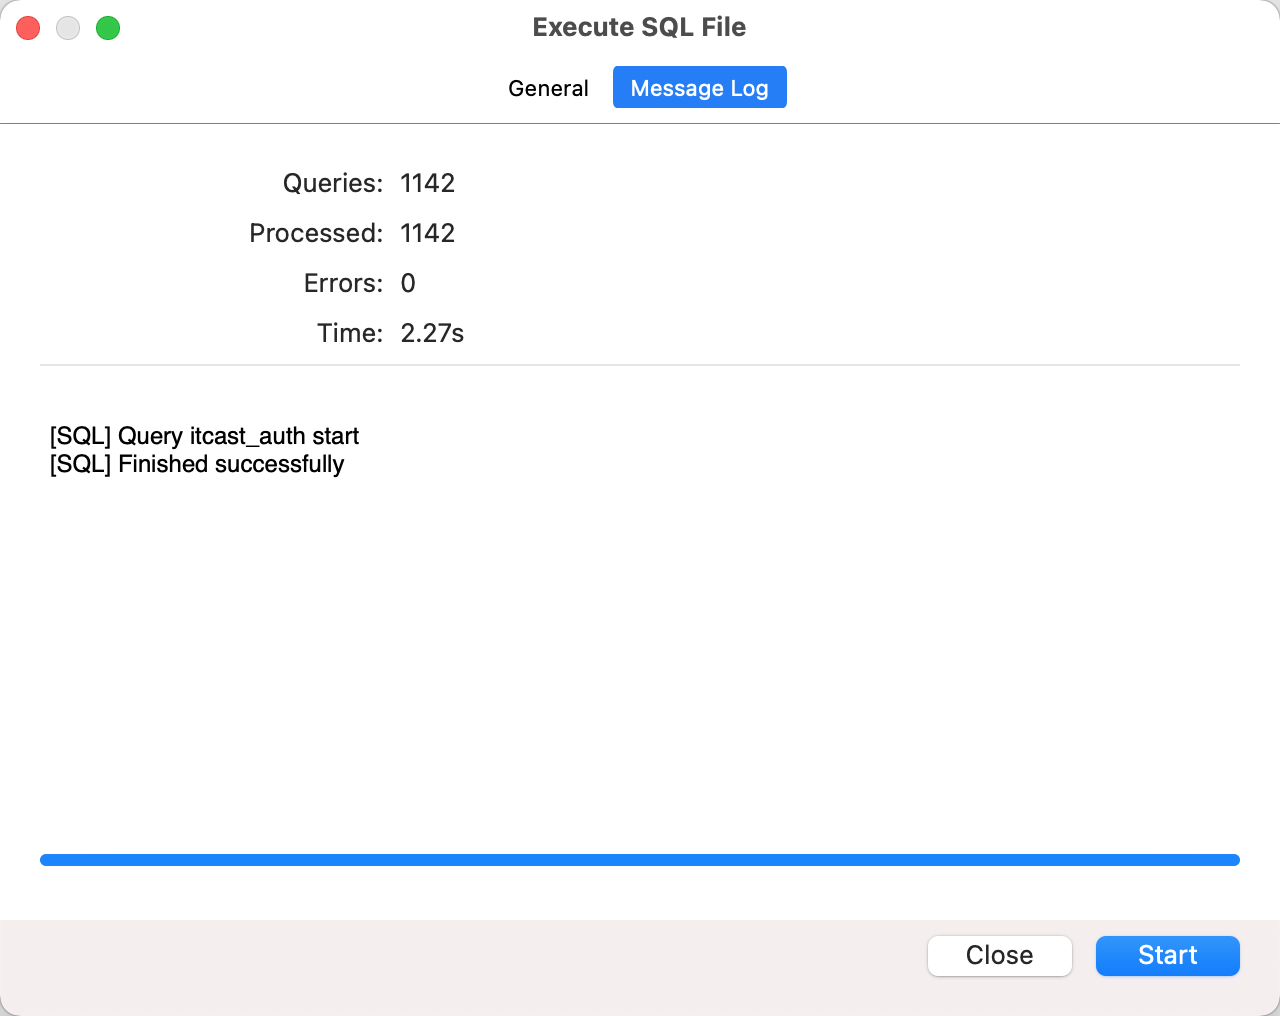 Execute SQL File
General Message Log
Queries: 1142
Processed: 1142
Errors: 0
Time: 2.27s
[SQL] Query itcast_auth start
[SQL] Finished successfully
Close Start